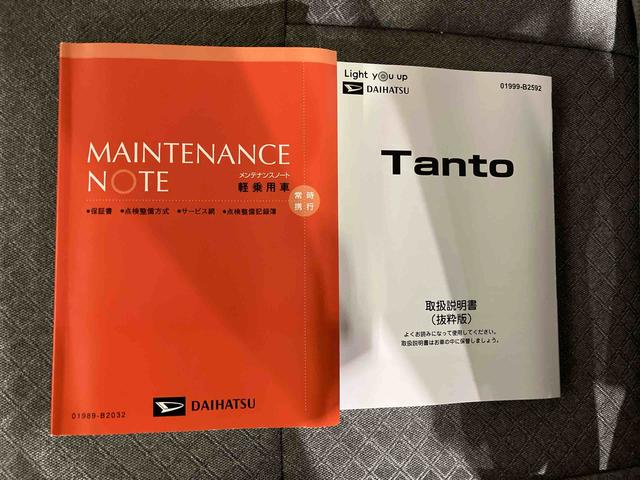 MAINTENANCE
NOTE
メンテナンスノート
軽乗用車
常時
携行
●保証書 ●点検整備方式 ●サービス網 ●点検整備記録簿
01989-B2032
DAIHATSU
Light you up
DAIHATSU
01999-B2592
Tanto
取扱説明書
（抜粋版）
よくお読みになって使用してください。
取扱説明書はお車の中に保管しましょう。